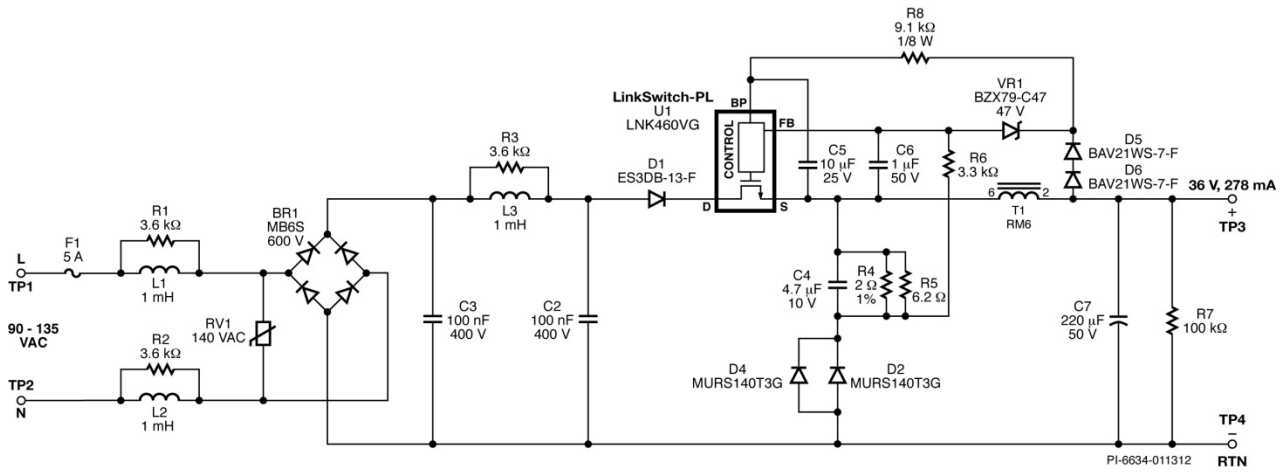 R8
9.1 kΩ
1/8 W
LinkSwitch-PL
U1
LNK460VG
BP
FB
CONTROL
D
S
VR1
BZX79-C47
47 V
D5
BAV21WS-7-F
D6
BAV21WS-7-F
R3
3.6 kΩ
L3
1 mH
D1
ES3DB-13-F
C5
10 μF
25 V
C6
1 μF
50 V
R6
3.3 kΩ
6
2
T1
RM6
36 V, 278 mA
+
TP3
L
TP1
F1
5 A
R1
3.6 kΩ
L1
1 mH
BR1
MB6S
600 V
90 - 135
VAC
RV1
140 VAC
R2
3.6 kΩ
L2
1 mH
TP2
N
C3
100 nF
400 V
C2
100 nF
400 V
C4
4.7 μF
10 V
R4
2 Ω
1%
R5
6.2 Ω
D4
MURS140T3G
D2
MURS140T3G
C7
220 μF
50 V
R7
100 kΩ
TP4
–
RTN
PI-6634-011312